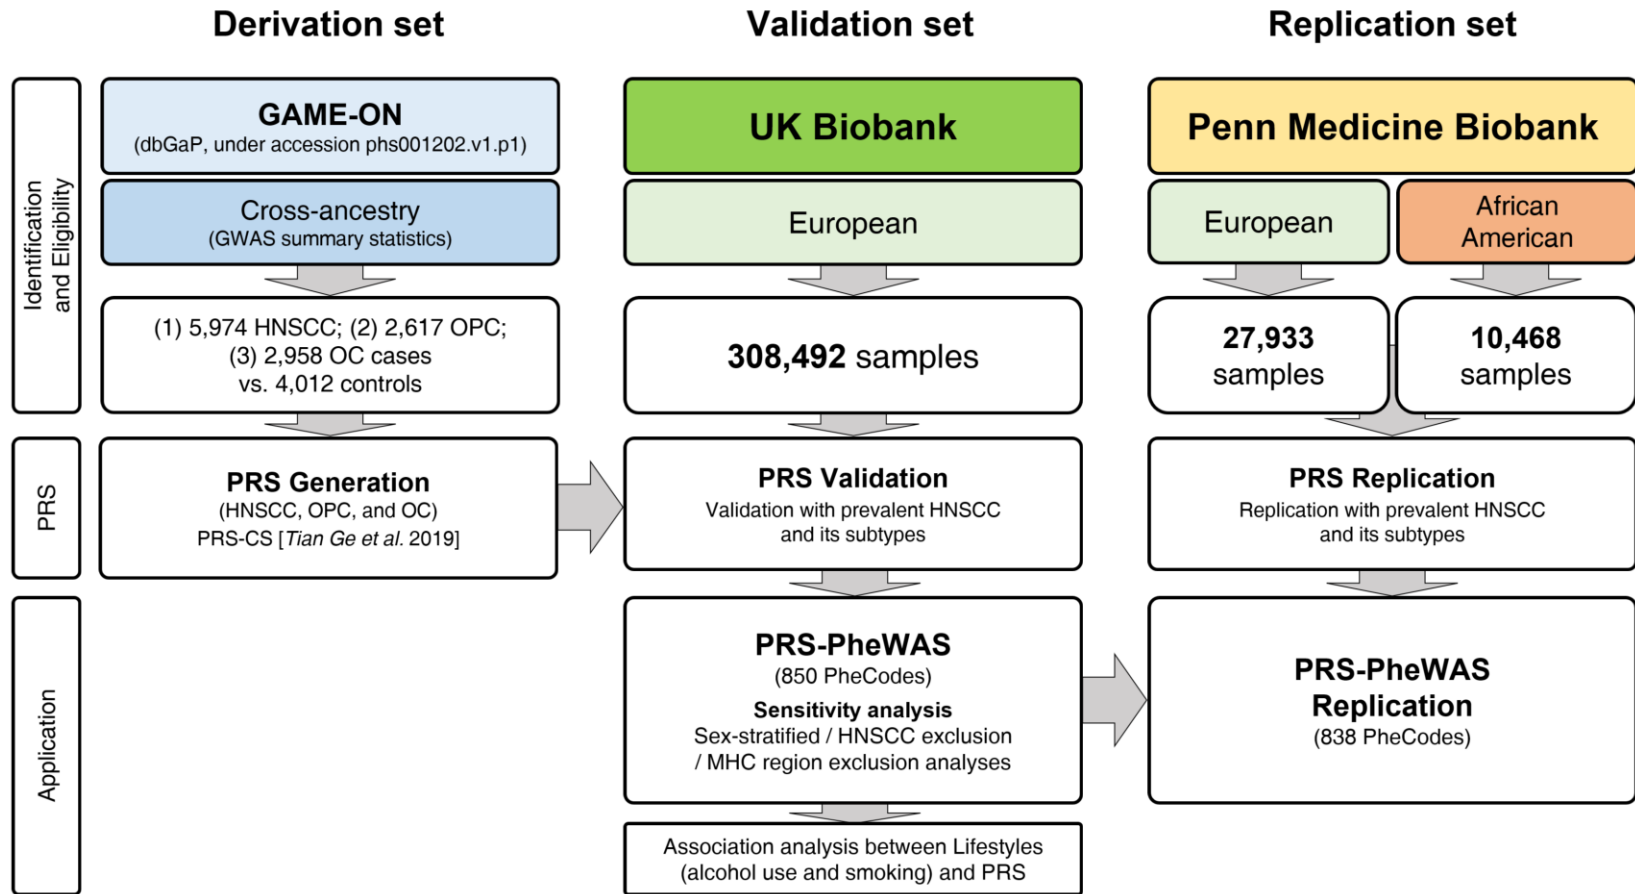 Derivation set
Validation set
Replication set
Identification
and Eligibility
GAME-ON
(dbGaP, under accession phs001202.v1.p1)
Cross-ancestry
(GWAS summary statistics)
(1) 5,974 HNSCC; (2) 2,617 OPC;
(3) 2,958 OC cases
vs. 4,012 controls
UK Biobank
European
308,492 samples
Penn Medicine Biobank
European
African
American
27,933
samples
10,468
samples
PRS
PRS Generation
(HNSCC, OPC, and OC)
PRS-CS [Tian Ge et al. 2019]
PRS Validation
Validation with prevalent HNSCC
and its subtypes
PRS Replication
Replication with prevalent HNSCC
and its subtypes
Application
PRS-PheWAS
(850 PheCodes)
Sensitivity analysis
Sex-stratified / HNSCC exclusion
/ MHC region exclusion analyses
PRS-PheWAS
Replication
(838 PheCodes)
Association analysis between Lifestyles
(alcohol use and smoking) and PRS